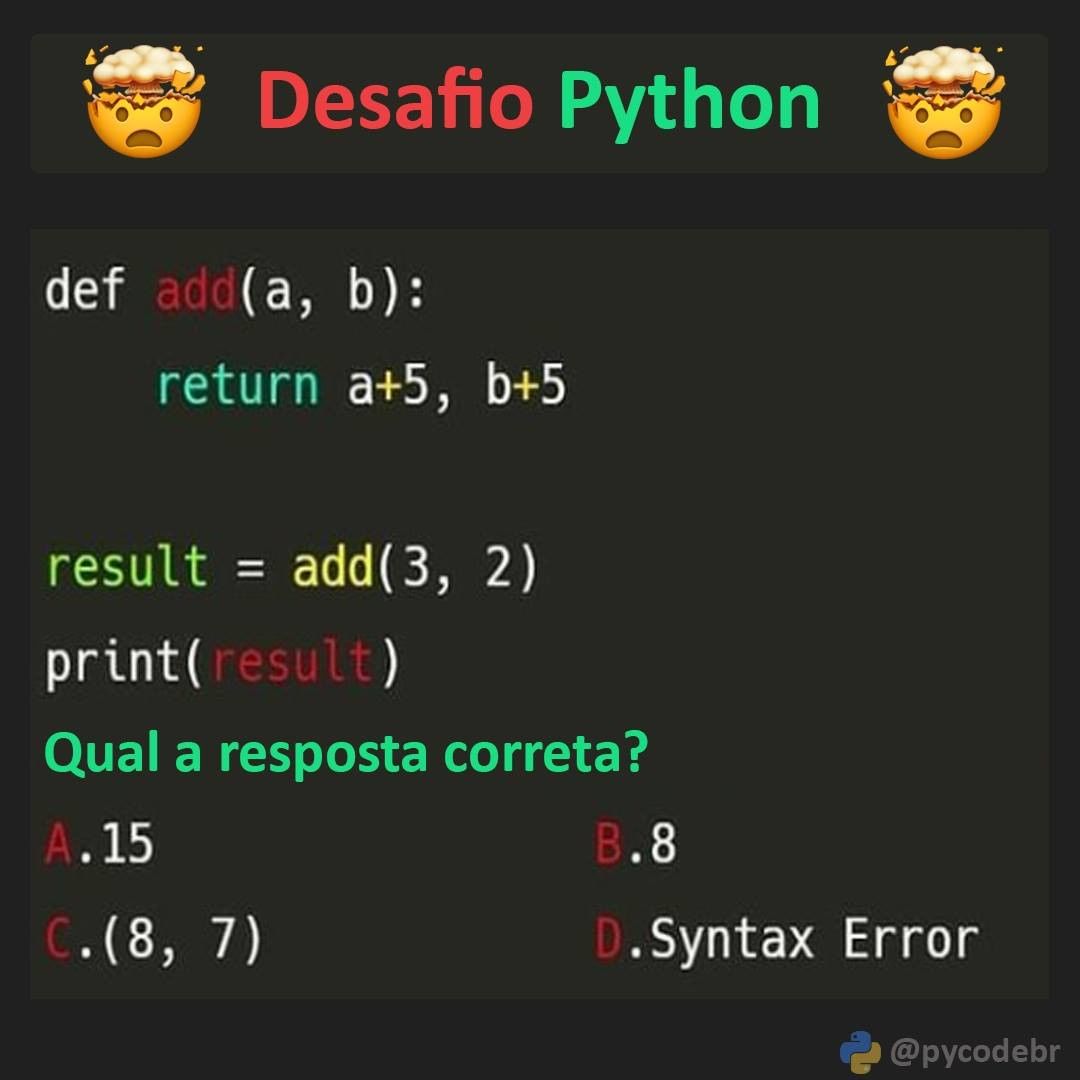 Desafio Python
def add(a, b):
    return a+5, b+5
result = add(3, 2)
print(result)
Qual a resposta correta?
A.15 B.8
C.(8, 7) D.Syntax Error
@pycodebr